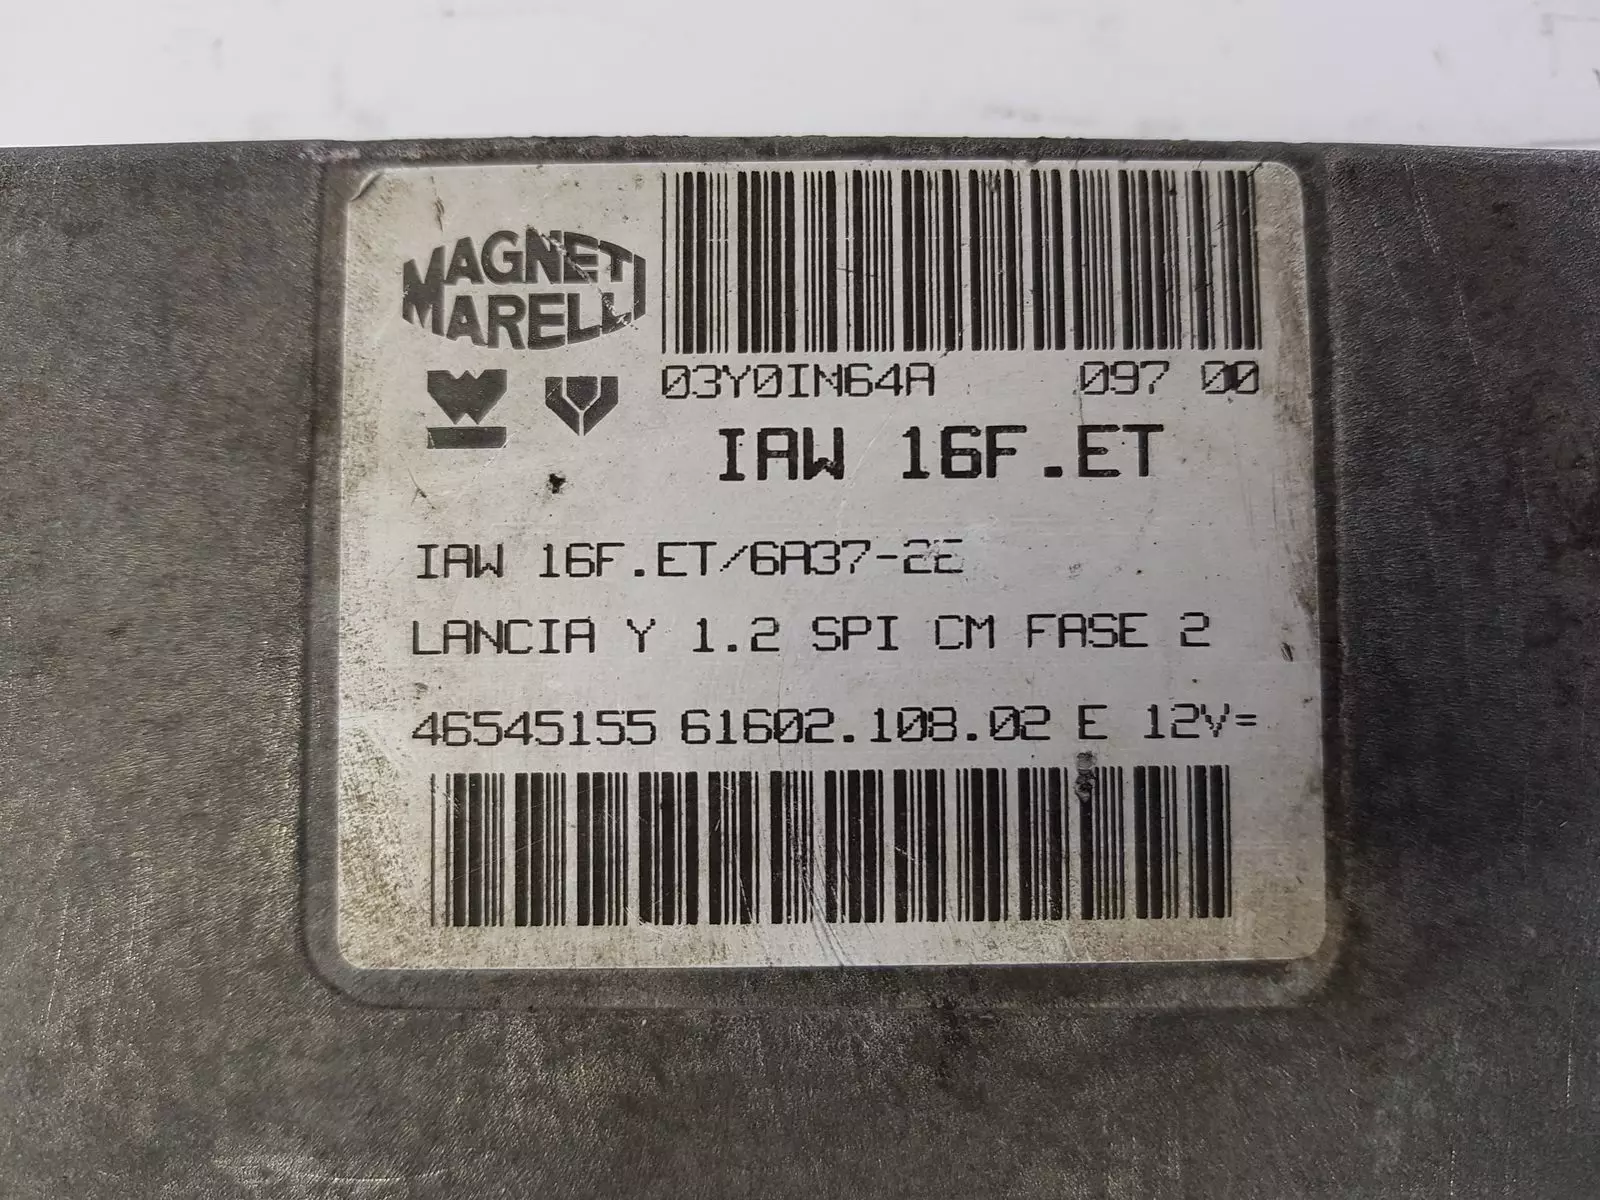 MAGNETI
MARELLI
03Y0IN64A 097 00
IAW 16F.ET
IAW 16F.ET/6A37-2E
LANCIA Y 1.2 SPI CM FASE 2
46545155 61602.108.02 E 12V=